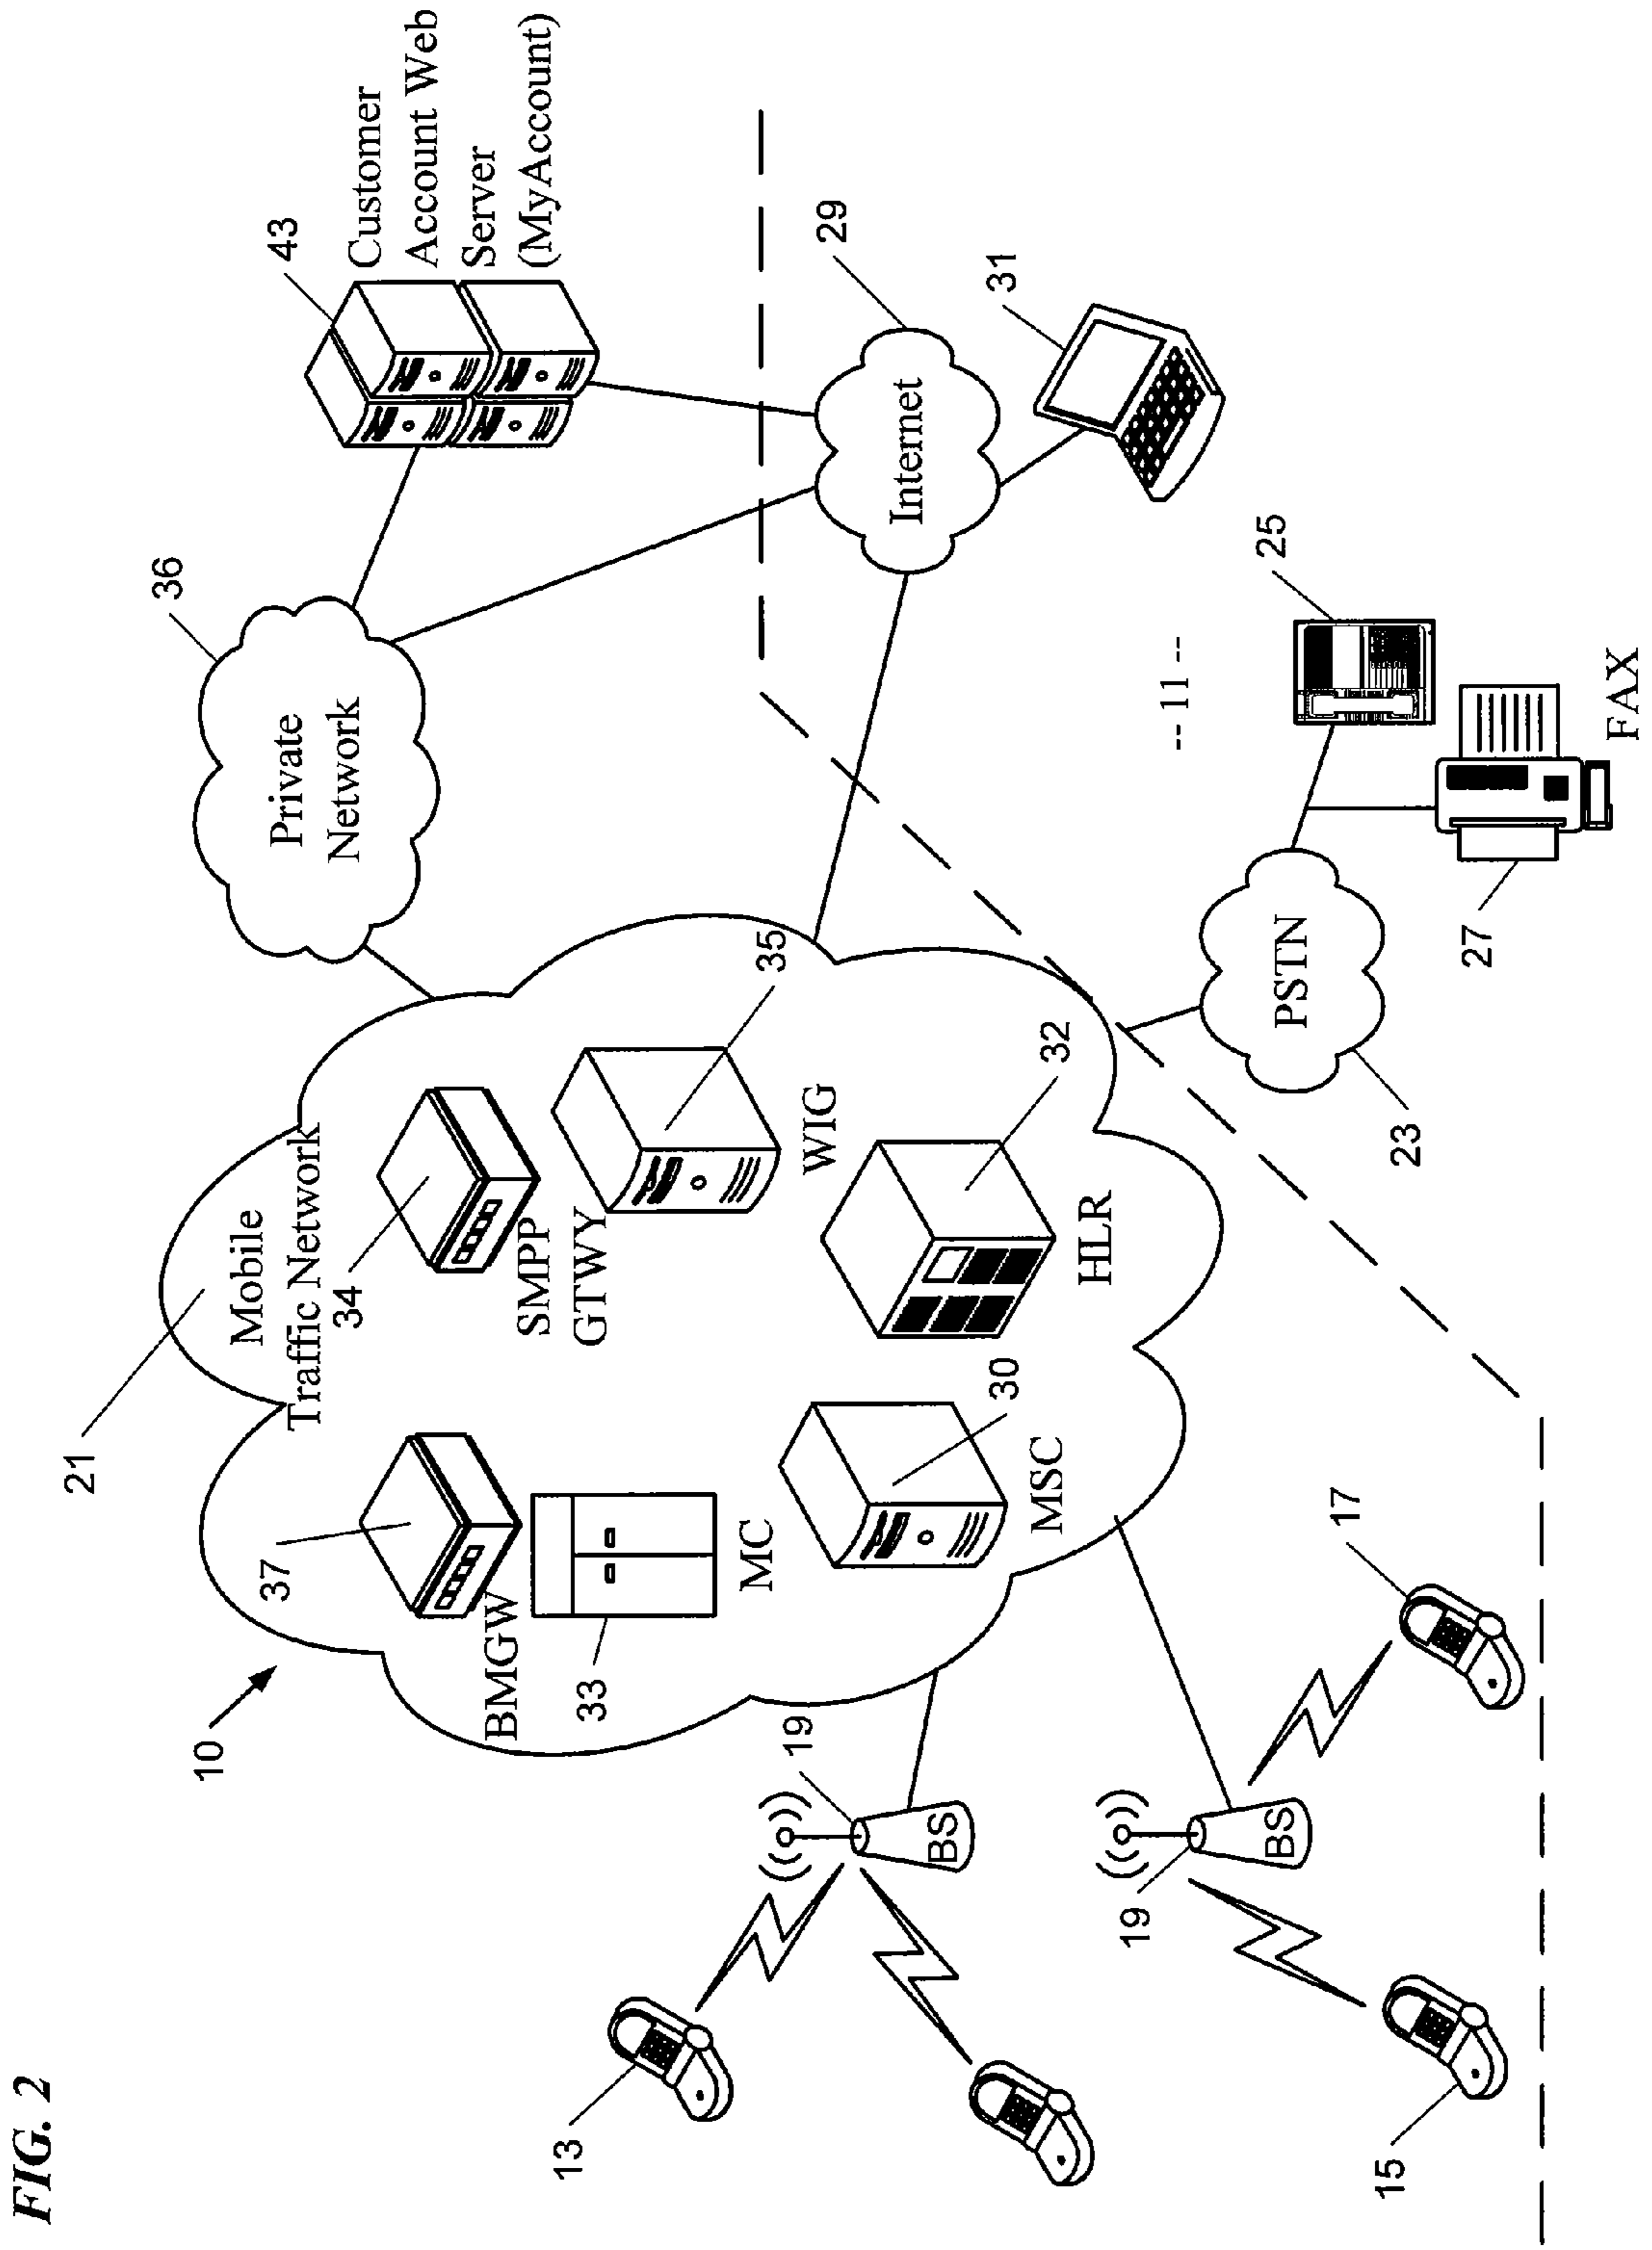 FIG. 2
10
21
Mobile
Traffic Network
37
BMGW
33
MC
34
SMPP
GTWY
35
WIG
30
MSC
32
HLR
36
Private
Network
43
Customer
Account Web
Server
(MyAccount)
29
Internet
31
-- 11 --
25
27
FAX
PSTN
23
19
BS
19
BS
13
15
17